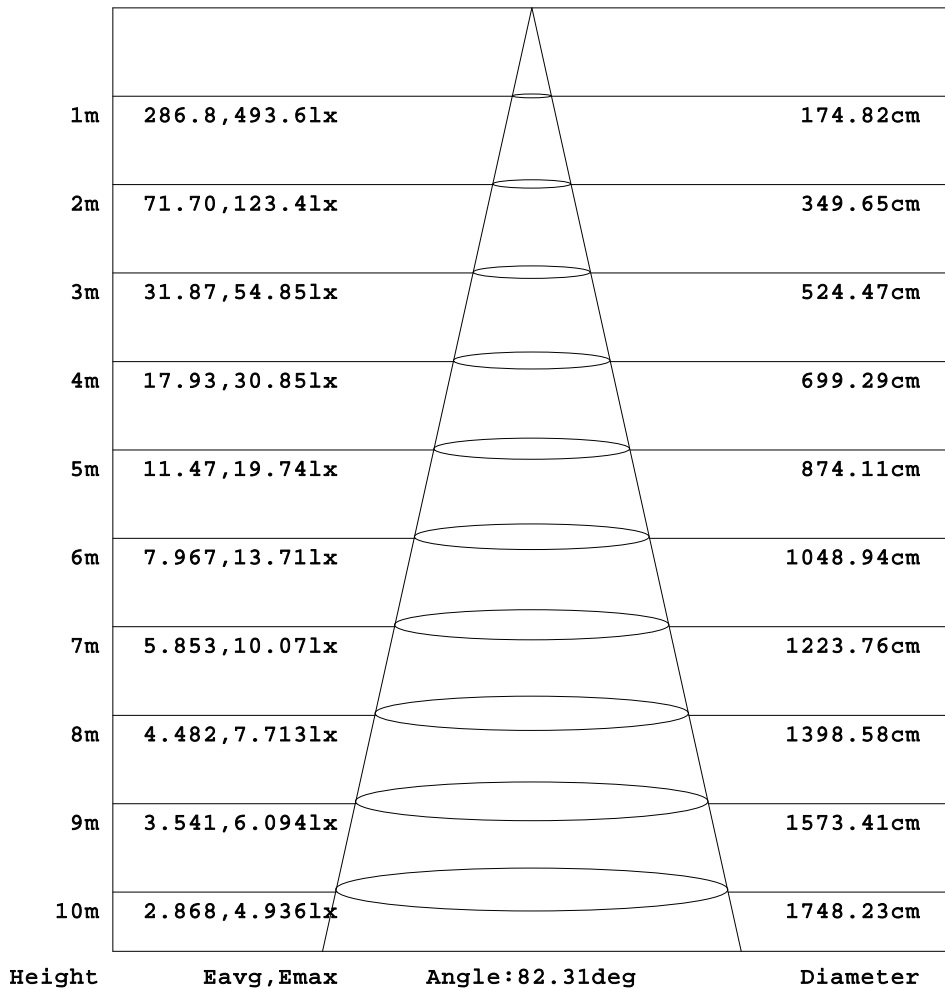 1m 286.8,493.6lx 174.82cm
2m 71.70,123.4lx 349.65cm
3m 31.87,54.85lx 524.47cm
4m 17.93,30.85lx 699.29cm
5m 11.47,19.74lx 874.11cm
6m 7.967,13.71lx 1048.94cm
7m 5.853,10.07lx 1223.76cm
8m 4.482,7.713lx 1398.58cm
9m 3.541,6.094lx 1573.41cm
10m 2.868,4.936lx 1748.23cm
Height Eavg,Emax Angle:82.31deg Diameter